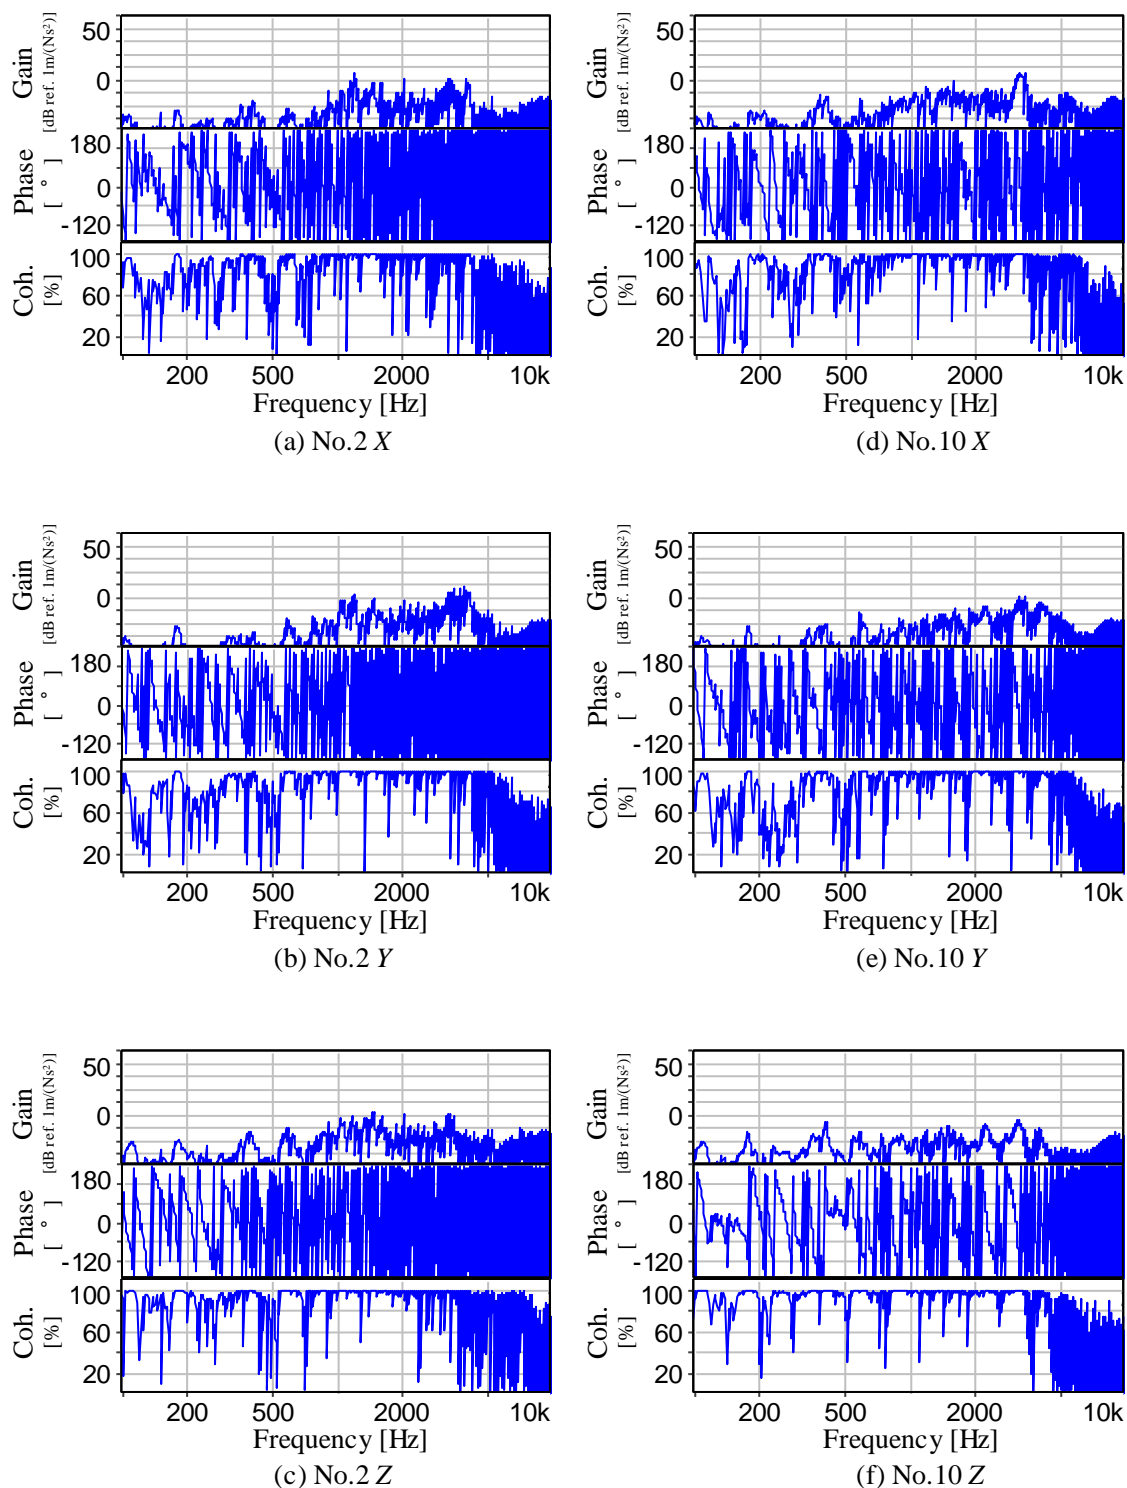 50
0
Gain
[dB ref. 1m/(Ns²)]
180
0
-120
Phase
[ ° ]
100
60
20
Coh.
[%]
200 500 2000 10k
Frequency [Hz]
(a) No.2 X
50
0
Gain
[dB ref. 1m/(Ns²)]
180
0
-120
Phase
[ ° ]
100
60
20
Coh.
[%]
200 500 2000 10k
Frequency [Hz]
(d) No.10 X
50
0
Gain
[dB ref. 1m/(Ns²)]
180
0
-120
Phase
[ ° ]
100
60
20
Coh.
[%]
200 500 2000 10k
Frequency [Hz]
(b) No.2 Y
50
0
Gain
[dB ref. 1m/(Ns²)]
180
0
-120
Phase
[ ° ]
100
60
20
Coh.
[%]
200 500 2000 10k
Frequency [Hz]
(e) No.10 Y
50
0
Gain
[dB ref. 1m/(Ns²)]
180
0
-120
Phase
[ ° ]
100
60
20
Coh.
[%]
200 500 2000 10k
Frequency [Hz]
(c) No.2 Z
50
0
Gain
[dB ref. 1m/(Ns²)]
180
0
-120
Phase
[ ° ]
100
60
20
Coh.
[%]
200 500 2000 10k
Frequency [Hz]
(f) No.10 Z